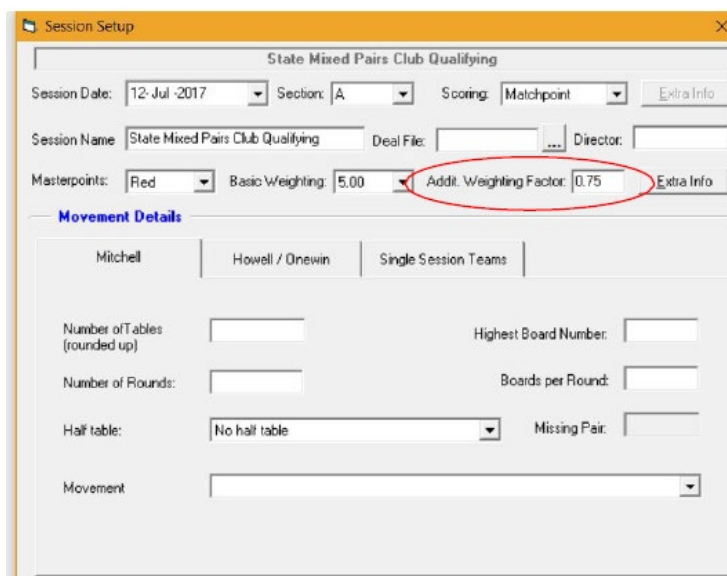 Session Setup
State Mixed Pairs Club Qualifying
Session Date: 12- Jul -2017 Section: A Scoring: Matchpoint Extra Info
Session Name State Mixed Pairs Club Qualifying Deal File: ... Director:
Masterpoints: Red Basic Weighting: 5.00 Addit. Weighting Factor: 0.75 Extra Info
Movement Details
Mitchell Howell / Onewin Single Session Teams
Number ofTables
(rounded up) Highest Board Number:
Number of Rounds: Boards per Round:
Half table: No half table Missing Pair:
Movement